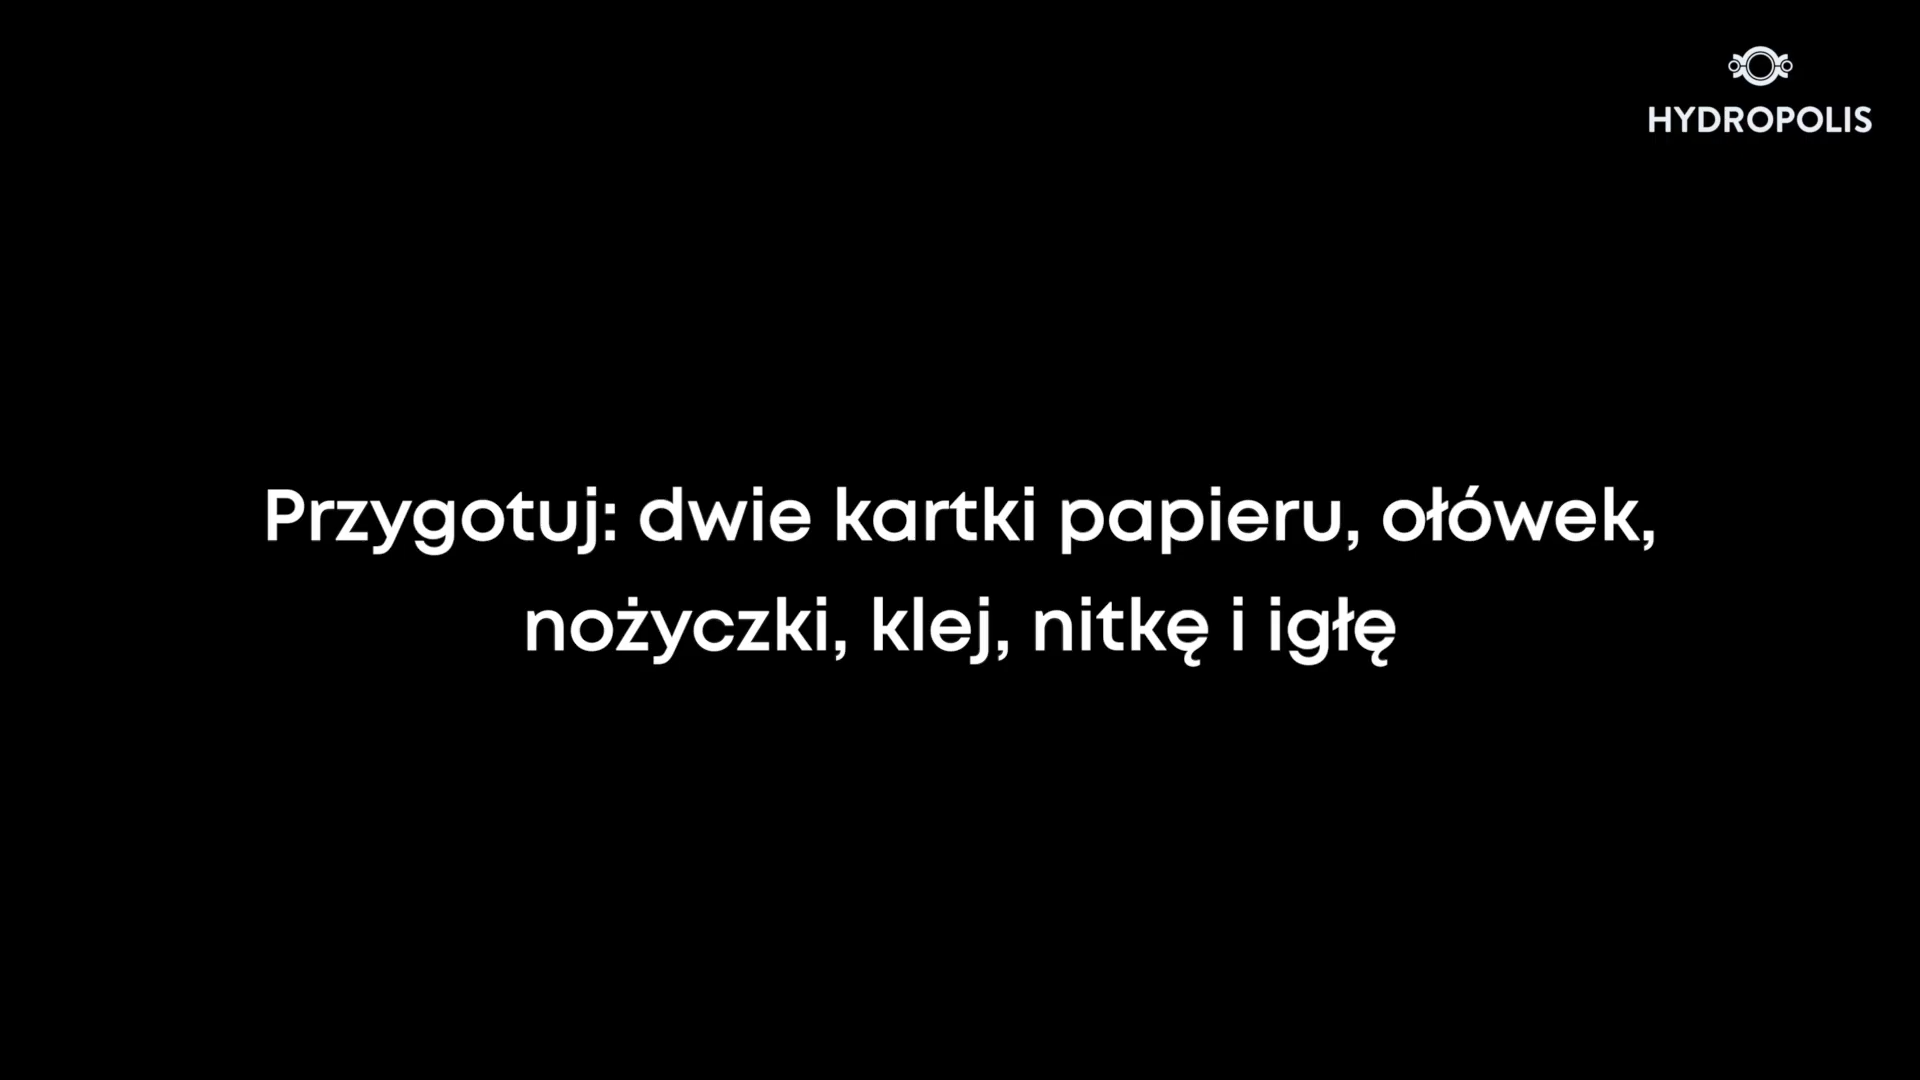 HYDROPOLIS
Przygotuj: dwie kartki papieru, ołówek,
nożyczki, klej, nitkę i igłę